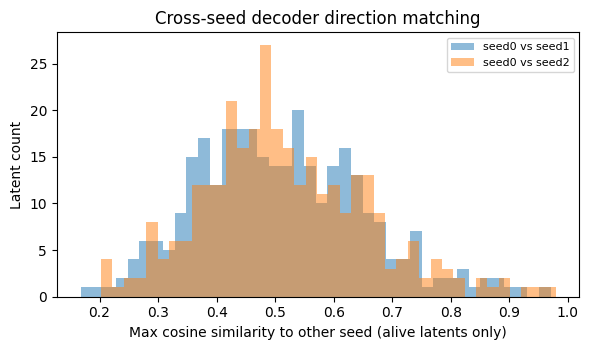 Cross-seed decoder direction matching
seed0 vs seed1
seed0 vs seed2
Latent count
25
20
15
10
5
0
0.2 0.3 0.4 0.5 0.6 0.7 0.8 0.9 1.0
Max cosine similarity to other seed (alive latents only)